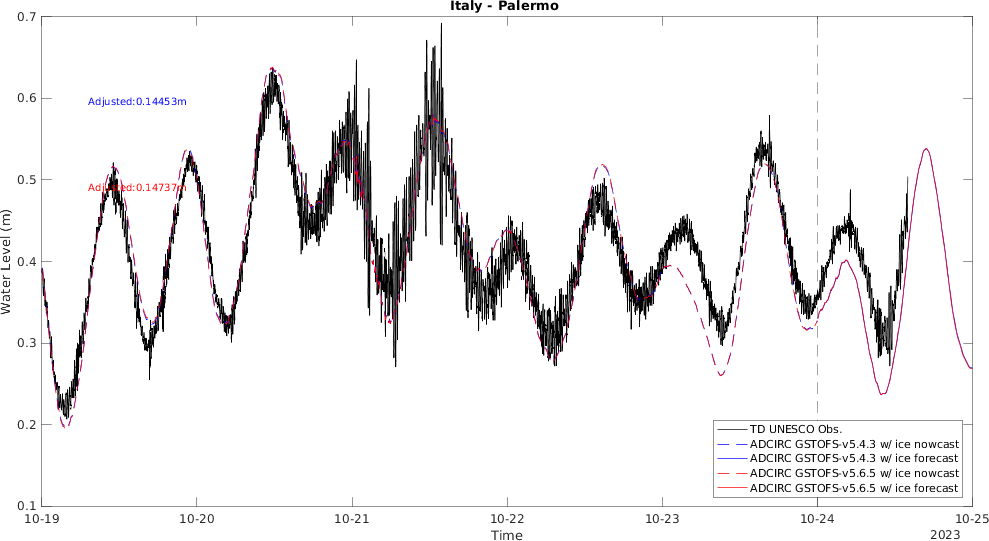 Italy - Palermo
0.7
0.6
0.5
0.4
0.3
0.2
0.1
Water Level (m)
Adjusted:0.14453m
Adjusted:0.14737m
TD UNESCO Obs.
ADCIRC GSTOFS-v5.4.3 w/ ice nowcast
ADCIRC GSTOFS-v5.4.3 w/ ice forecast
ADCIRC GSTOFS-v5.6.5 w/ ice nowcast
ADCIRC GSTOFS-v5.6.5 w/ ice forecast
10-19 10-20 10-21 10-22 10-23 10-24 10-25
Time
2023